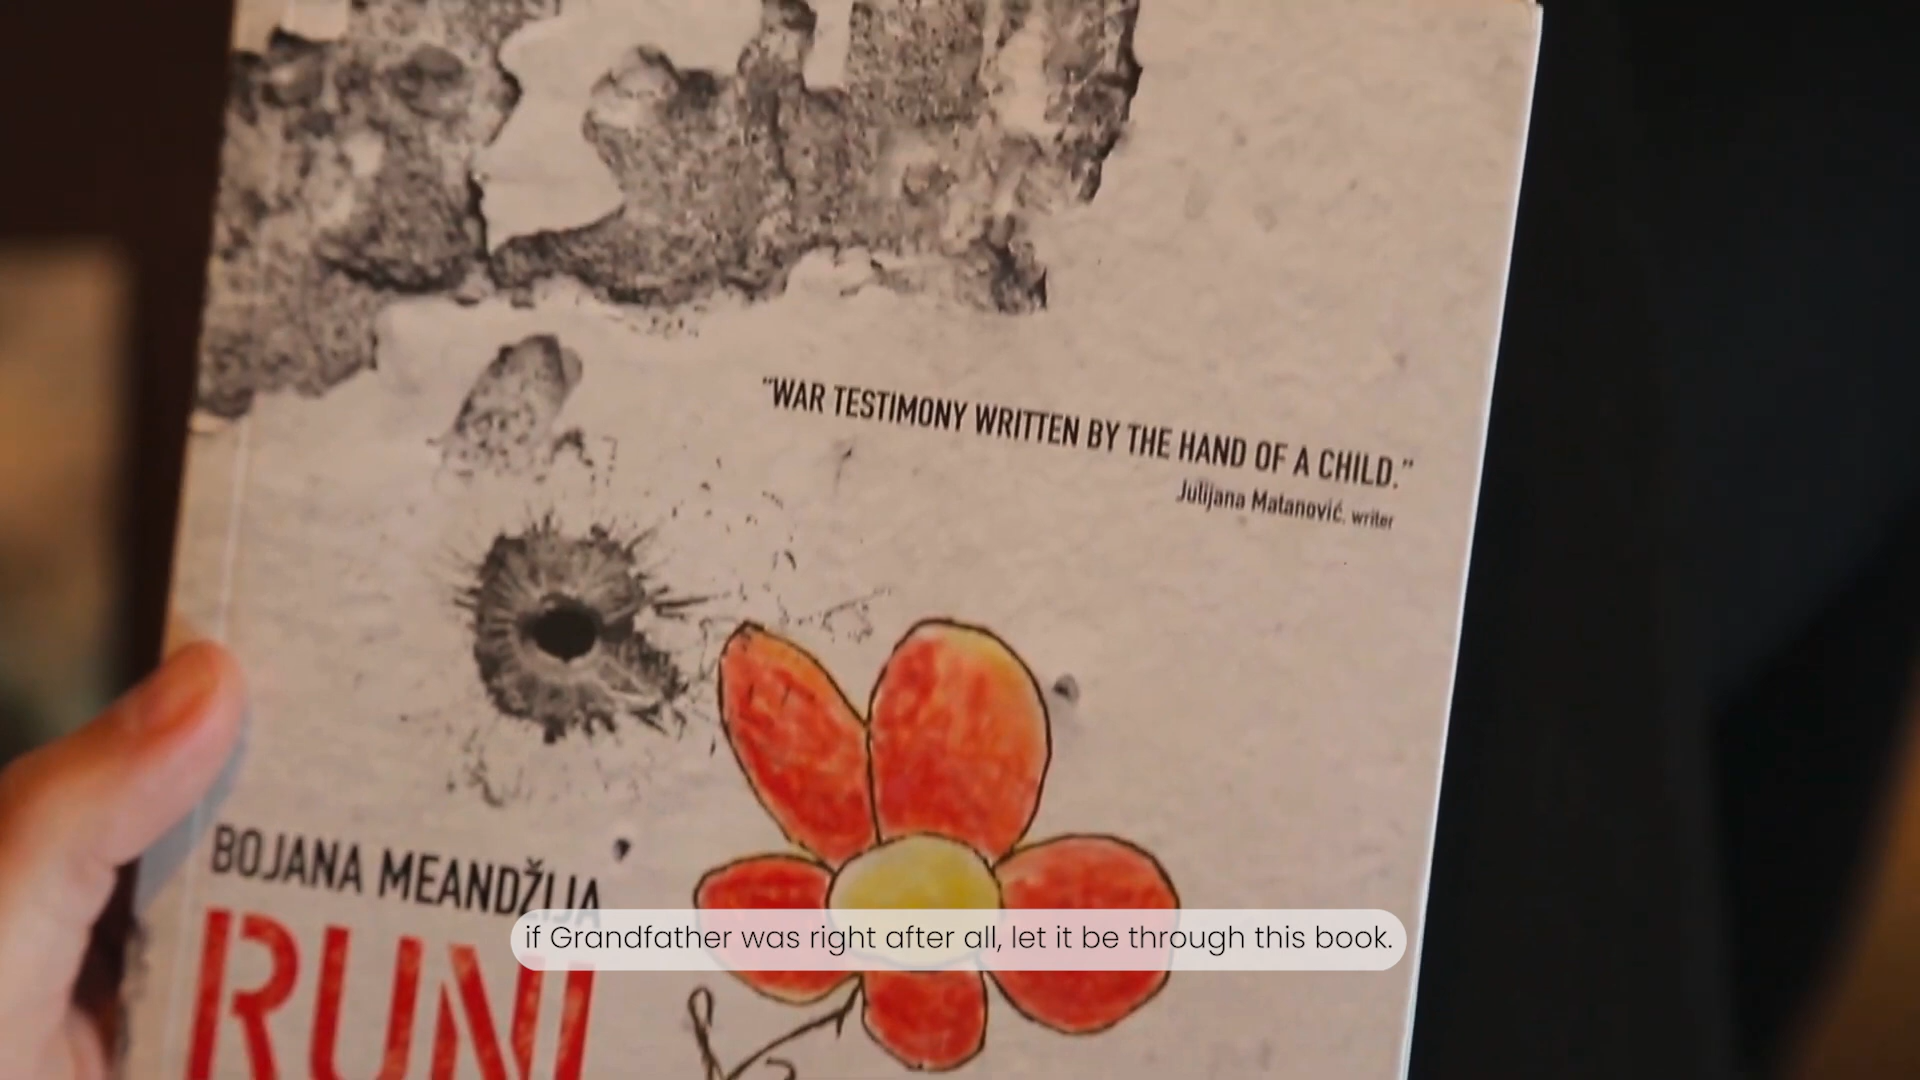 "WAR TESTIMONY WRITTEN BY THE HAND OF A CHILD."
Julijana Matanović, writer
BOJANA MEANDŽIJA
RUN!
if Grandfather was right after all, let it be through this book.